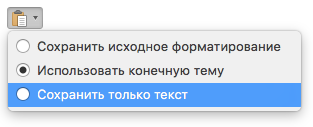 Сохранить исходное форматирование
Использовать конечную тему
Сохранить только текст